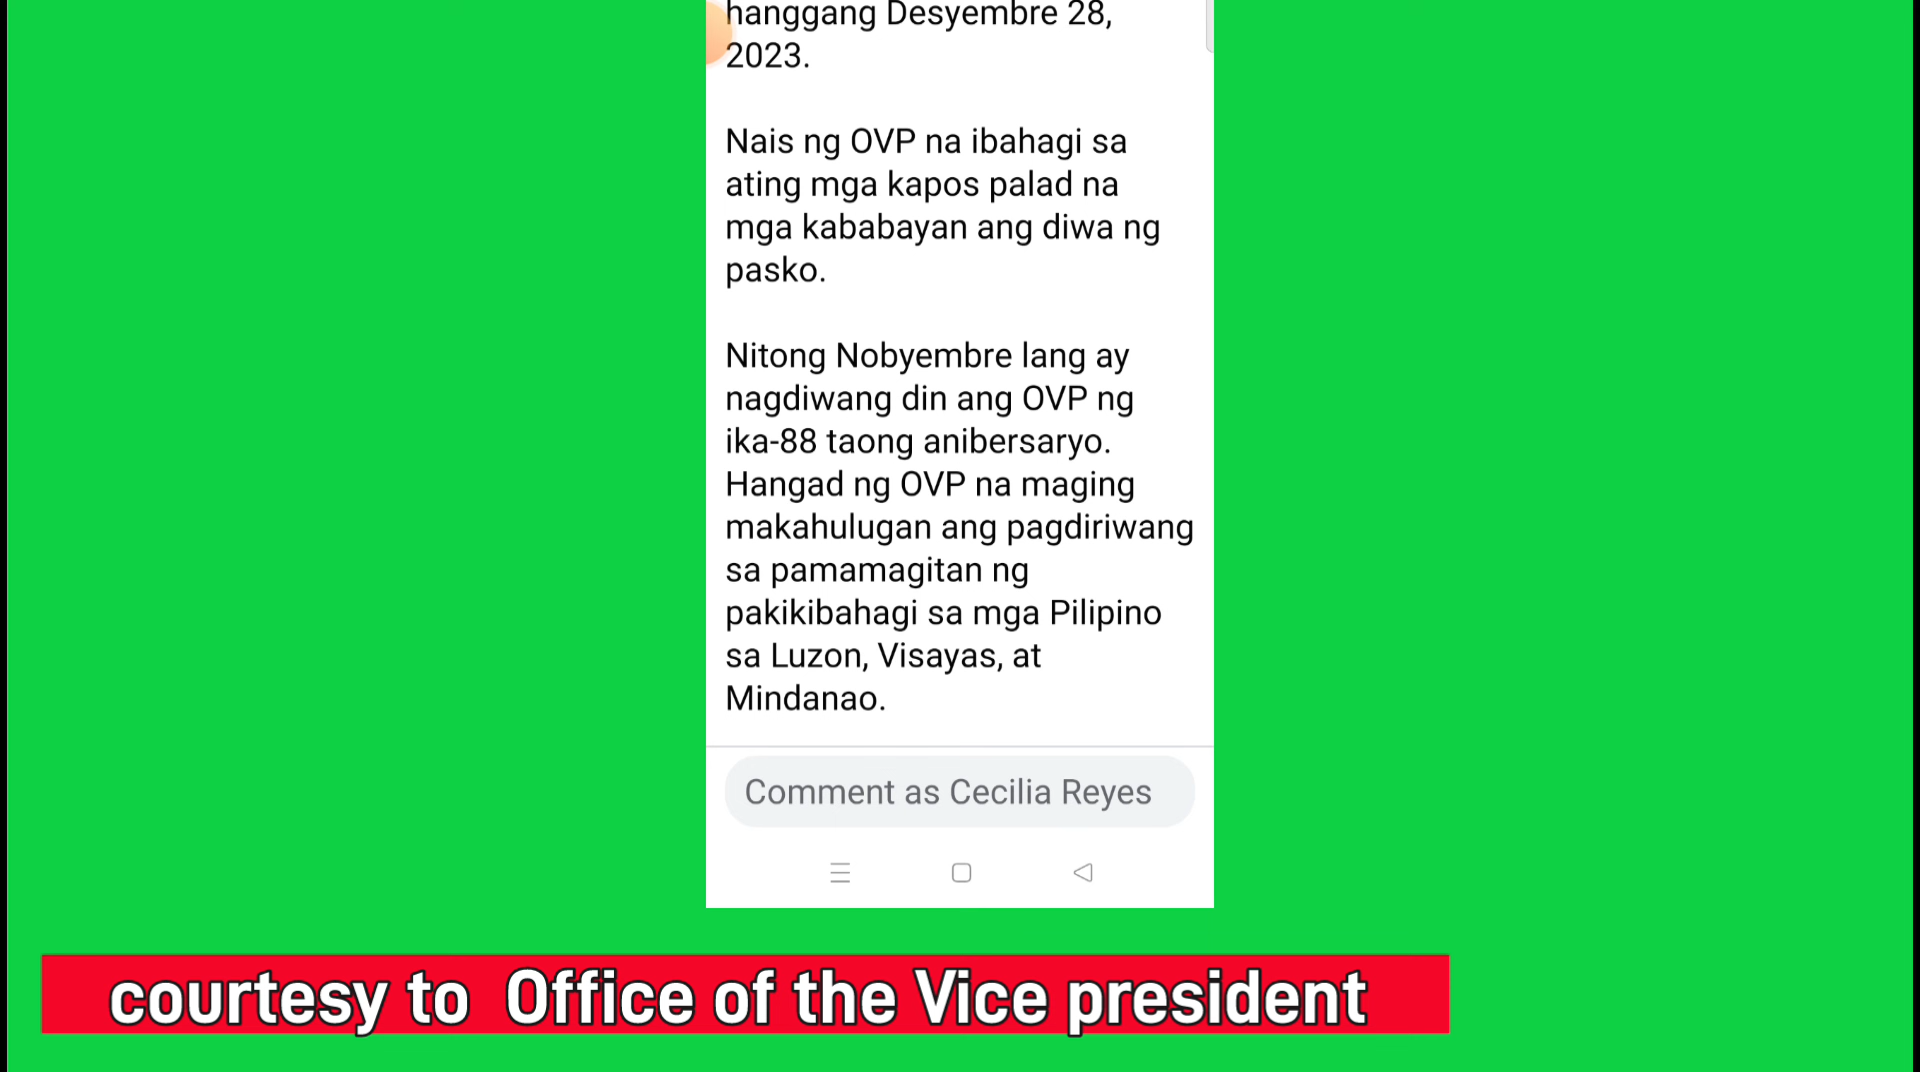 hanggang Desyembre 28,
2023.
Nais ng OVP na ibahagi sa
ating mga kapos palad na
mga kababayan ang diwa ng
pasko.
Nitong Nobyembre lang ay
nagdiwang din ang OVP ng
ika-88 taong anibersaryo.
Hangad ng OVP na maging
makahulugan ang pagdiriwang
sa pamamagitan ng
pakikibahagi sa mga Pilipino
sa Luzon, Visayas, at
Mindanao.
Comment as Cecilia Reyes
courtesy to Office of the Vice president